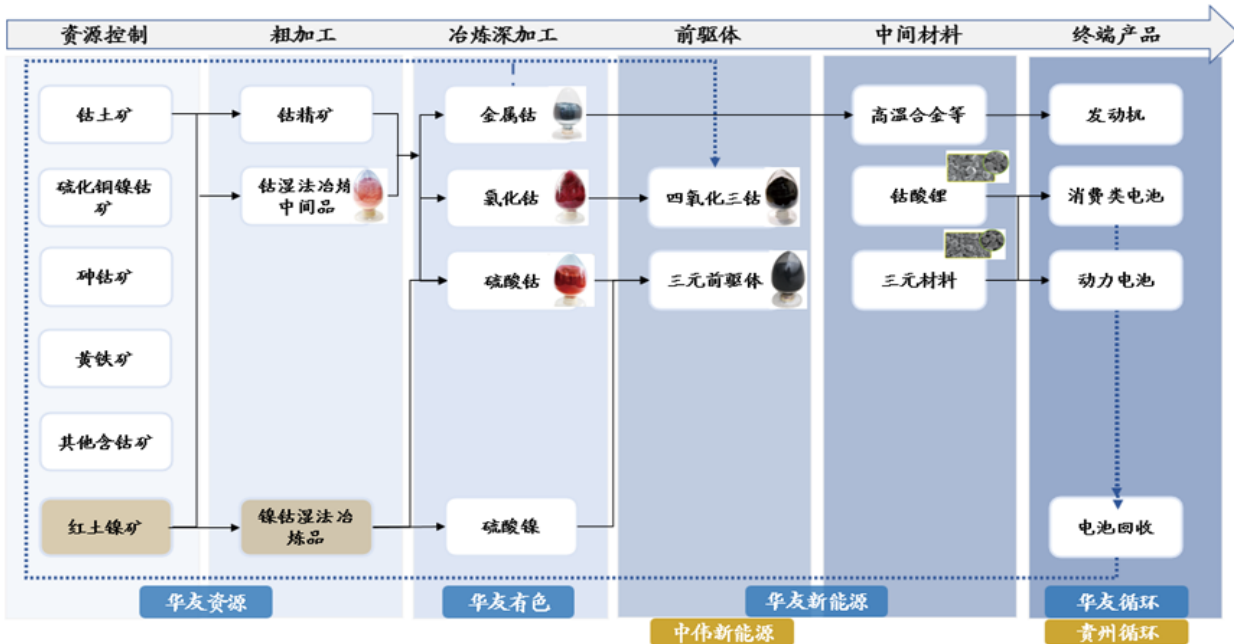 资源控制
粗加工
冶炼深加工
前驱体
中间材料
终端产品
钴土矿
钴精矿
金属钴
高温合金等
发动机
硫化铜镍钴
矿
钴湿法冶炼
中间品
氯化钴
四氧化三钴
钴酸锂
消费类电池
砷钴矿
硫酸钴
三元前驱体
三元材料
动力电池
黄铁矿
其他含钴矿
红土镍矿
镍钴湿法冶
炼品
硫酸镍
电池回收
华友资源
华友有色
华友新能源
华友循环
中伟新能源
贵州循环